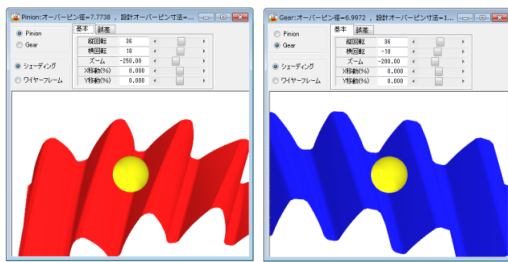 Pinion:オーバーピン径=7.7738 , 設計オーバーピン寸法=...
Pinion
Gear
シェーディング
ワイヤーフレーム
基本 誤差
縦回転 36
横回転 10
ズーム -250.00
X移動(%) 0.000
Y移動(%) 0.000
Gear:オーバーピン径=6.9972 , 設計オーバーピン寸法=1...
Pinion
Gear
シェーディング
ワイヤーフレーム
基本 誤差
縦回転 36
横回転 -10
ズーム -200.00
X移動(%) 0.000
Y移動(%) 0.000